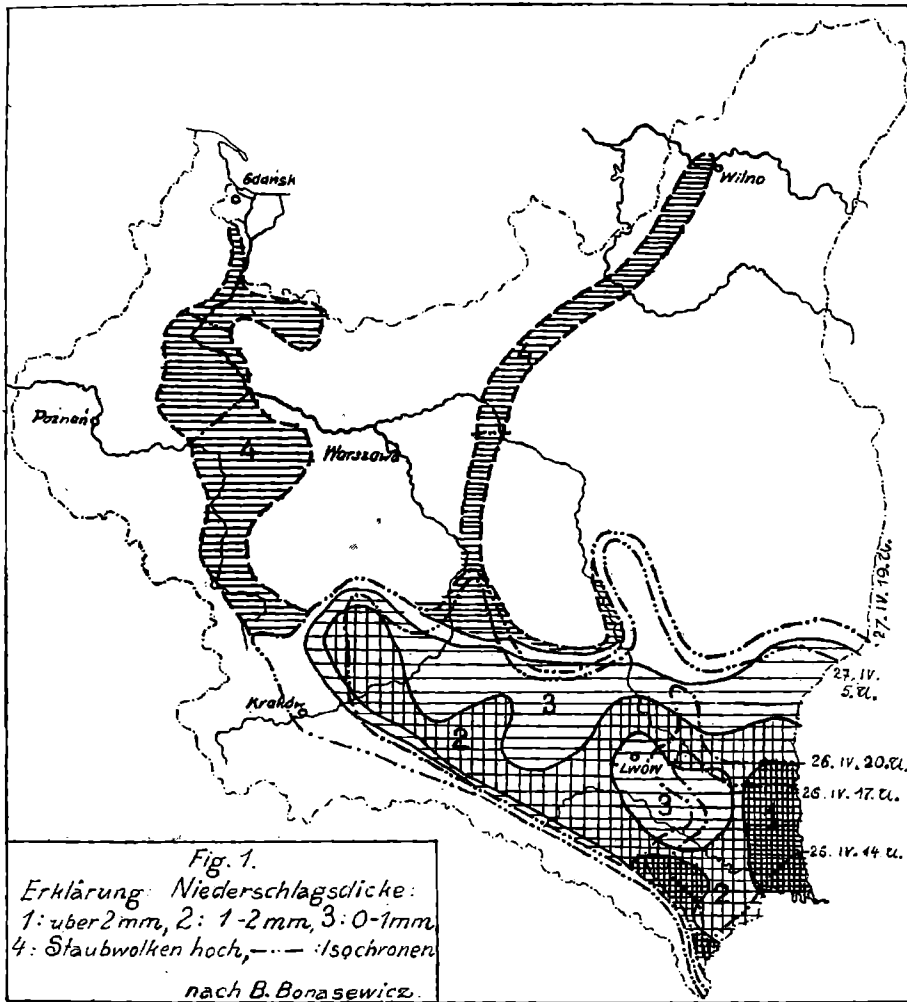 Gdańsk
Wilno
Poznań
4
Warszawa
27. IV. 19. U.
27. IV.
5. U.
Kraków
3
2
Lwów
26. IV. 20. U.
26. IV. 17. U.
1
3
26. IV. 14 U.
2
Fig. 1.
Erklärung: Niederschlagsdicke:
1: uber 2 mm, 2: 1-2 mm, 3: 0-1mm
4: Staubwolken hoch, —··— :Isochronen
nach B. Bonasewicz.